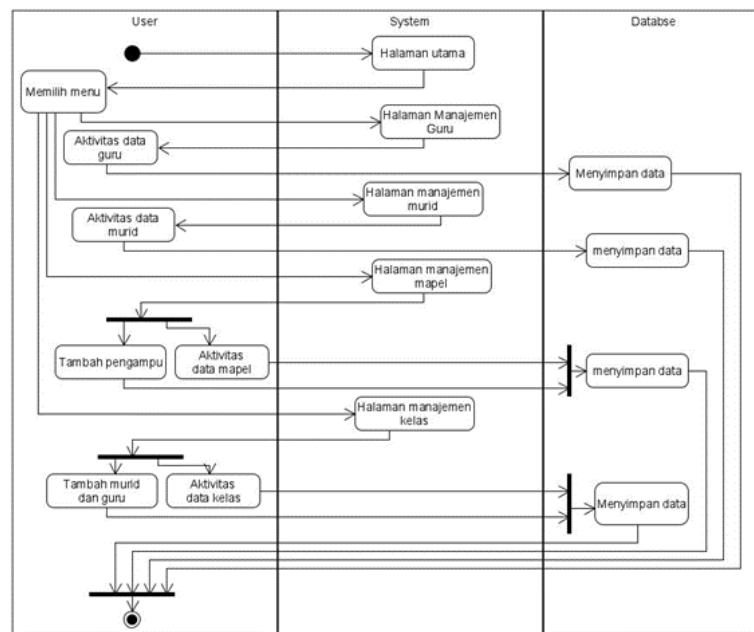 User
System
Databse
Halaman utama
Memilih menu
Halaman Manajemen
Guru
Aktivitas data
guru
Menyimpan data
Halaman manajemen
murid
Aktivitas data
murid
menyimpan data
Halaman manajemen
mapel
Tambah pengampu
Aktivitas
data mapel
menyimpan data
Halaman manajemen
kelas
Tambah murid
dan guru
Aktivitas
data kelas
Menyimpan data